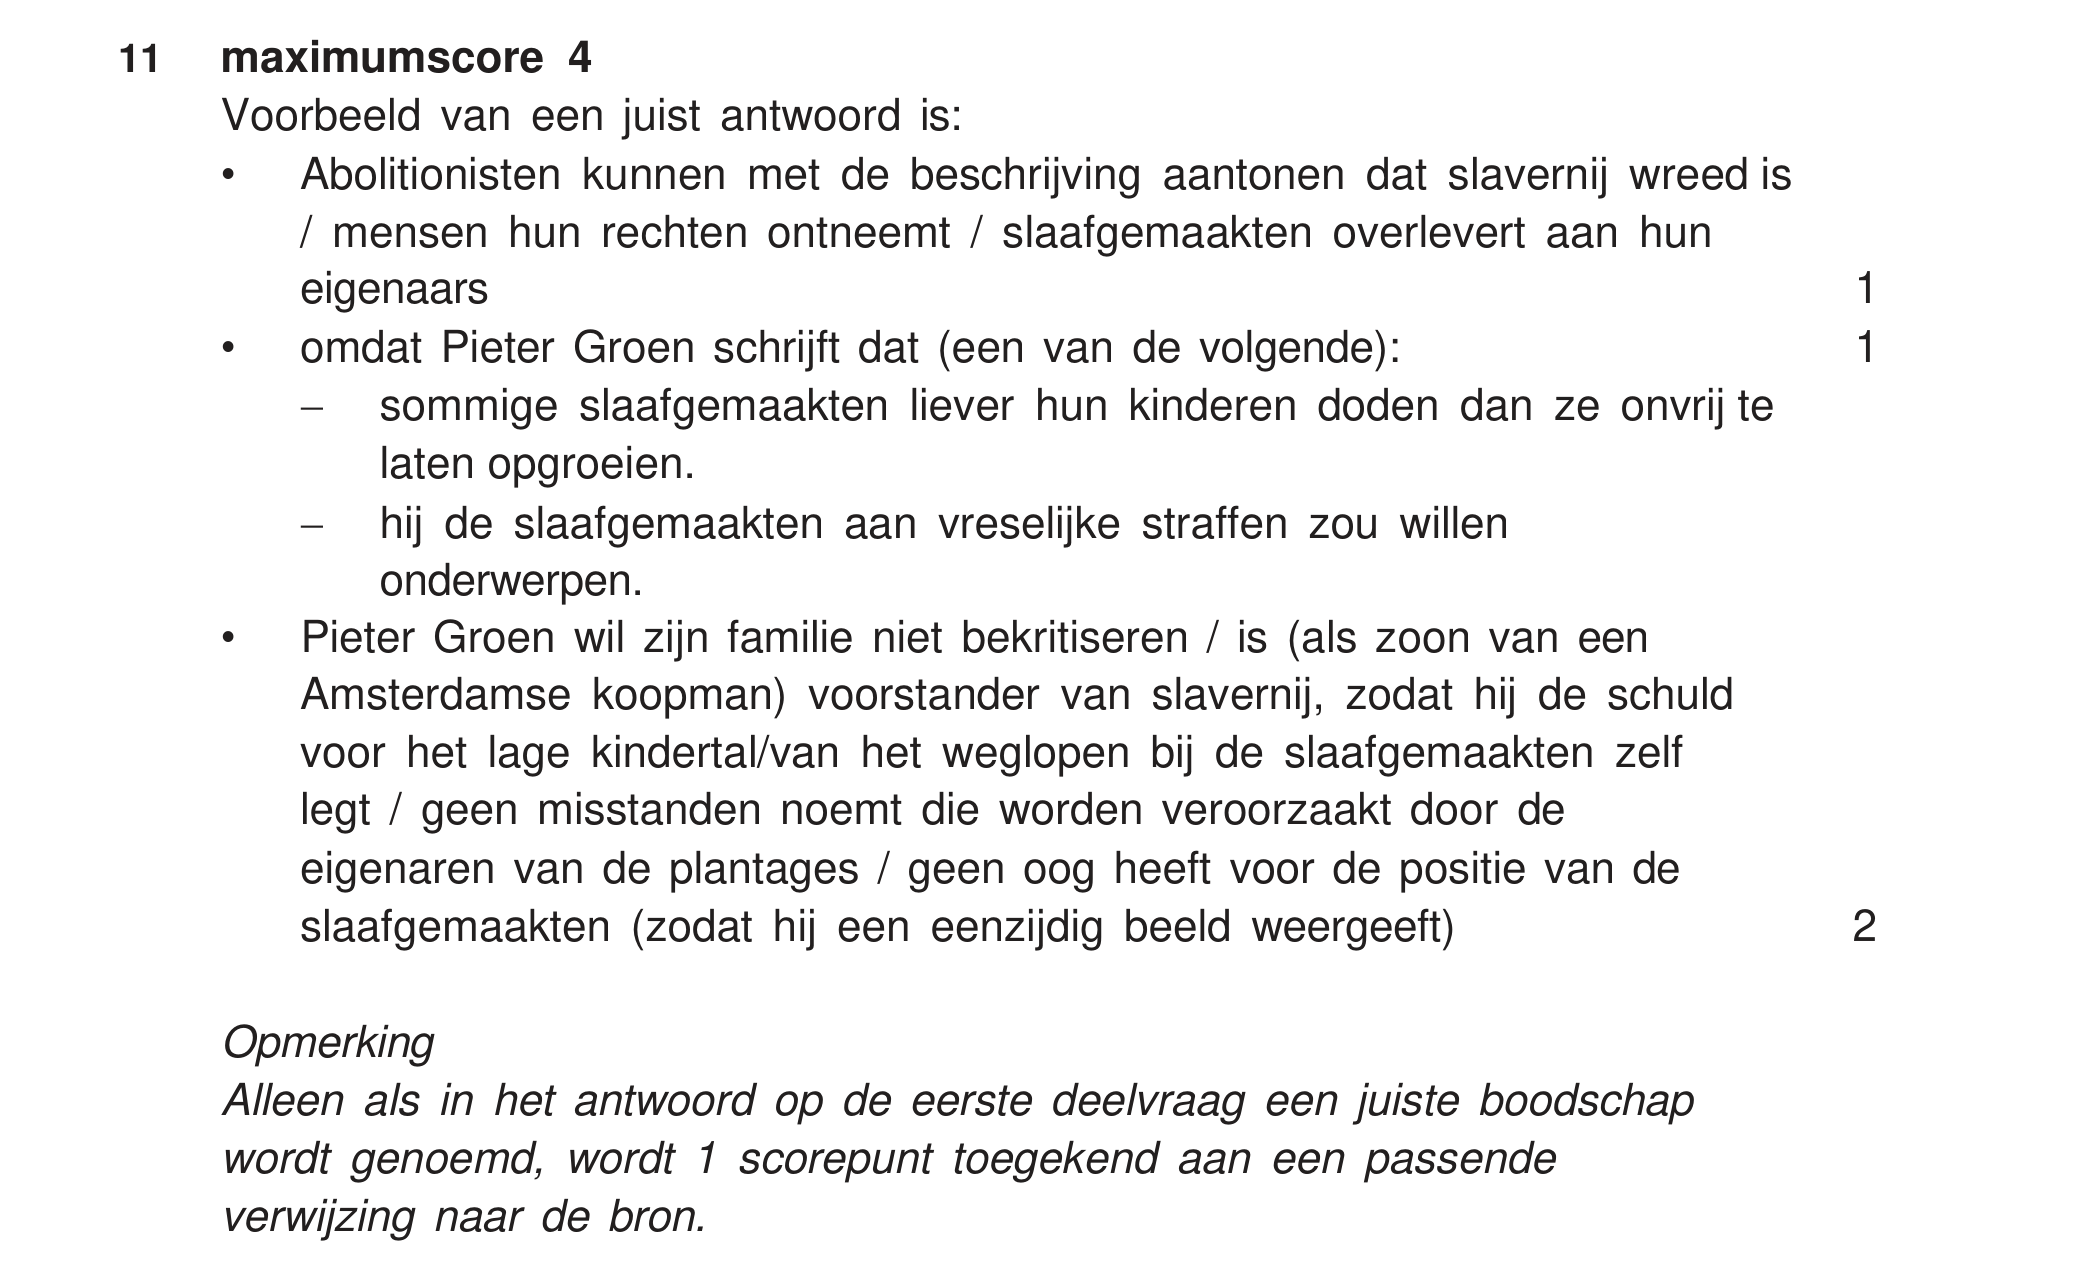 11 maximumscore 4
Voorbeeld van een juist antwoord is:
• Abolitionisten kunnen met de beschrijving aantonen dat slavernij wreed is
/ mensen hun rechten ontneemt / slaafgemaakten overlevert aan hun
eigenaars 1
• omdat Pieter Groen schrijft dat (een van de volgende): 1
− sommige slaafgemaakten liever hun kinderen doden dan ze onvrij te
laten opgroeien.
− hij de slaafgemaakten aan vreselijke straffen zou willen
onderwerpen.
• Pieter Groen wil zijn familie niet bekritiseren / is (als zoon van een
Amsterdamse koopman) voorstander van slavernij, zodat hij de schuld
voor het lage kindertal/van het weglopen bij de slaafgemaakten zelf
legt / geen misstanden noemt die worden veroorzaakt door de
eigenaren van de plantages / geen oog heeft voor de positie van de
slaafgemaakten (zodat hij een eenzijdig beeld weergeeft) 2
Opmerking
Alleen als in het antwoord op de eerste deelvraag een juiste boodschap
wordt genoemd, wordt 1 scorepunt toegekend aan een passende
verwijzing naar de bron.